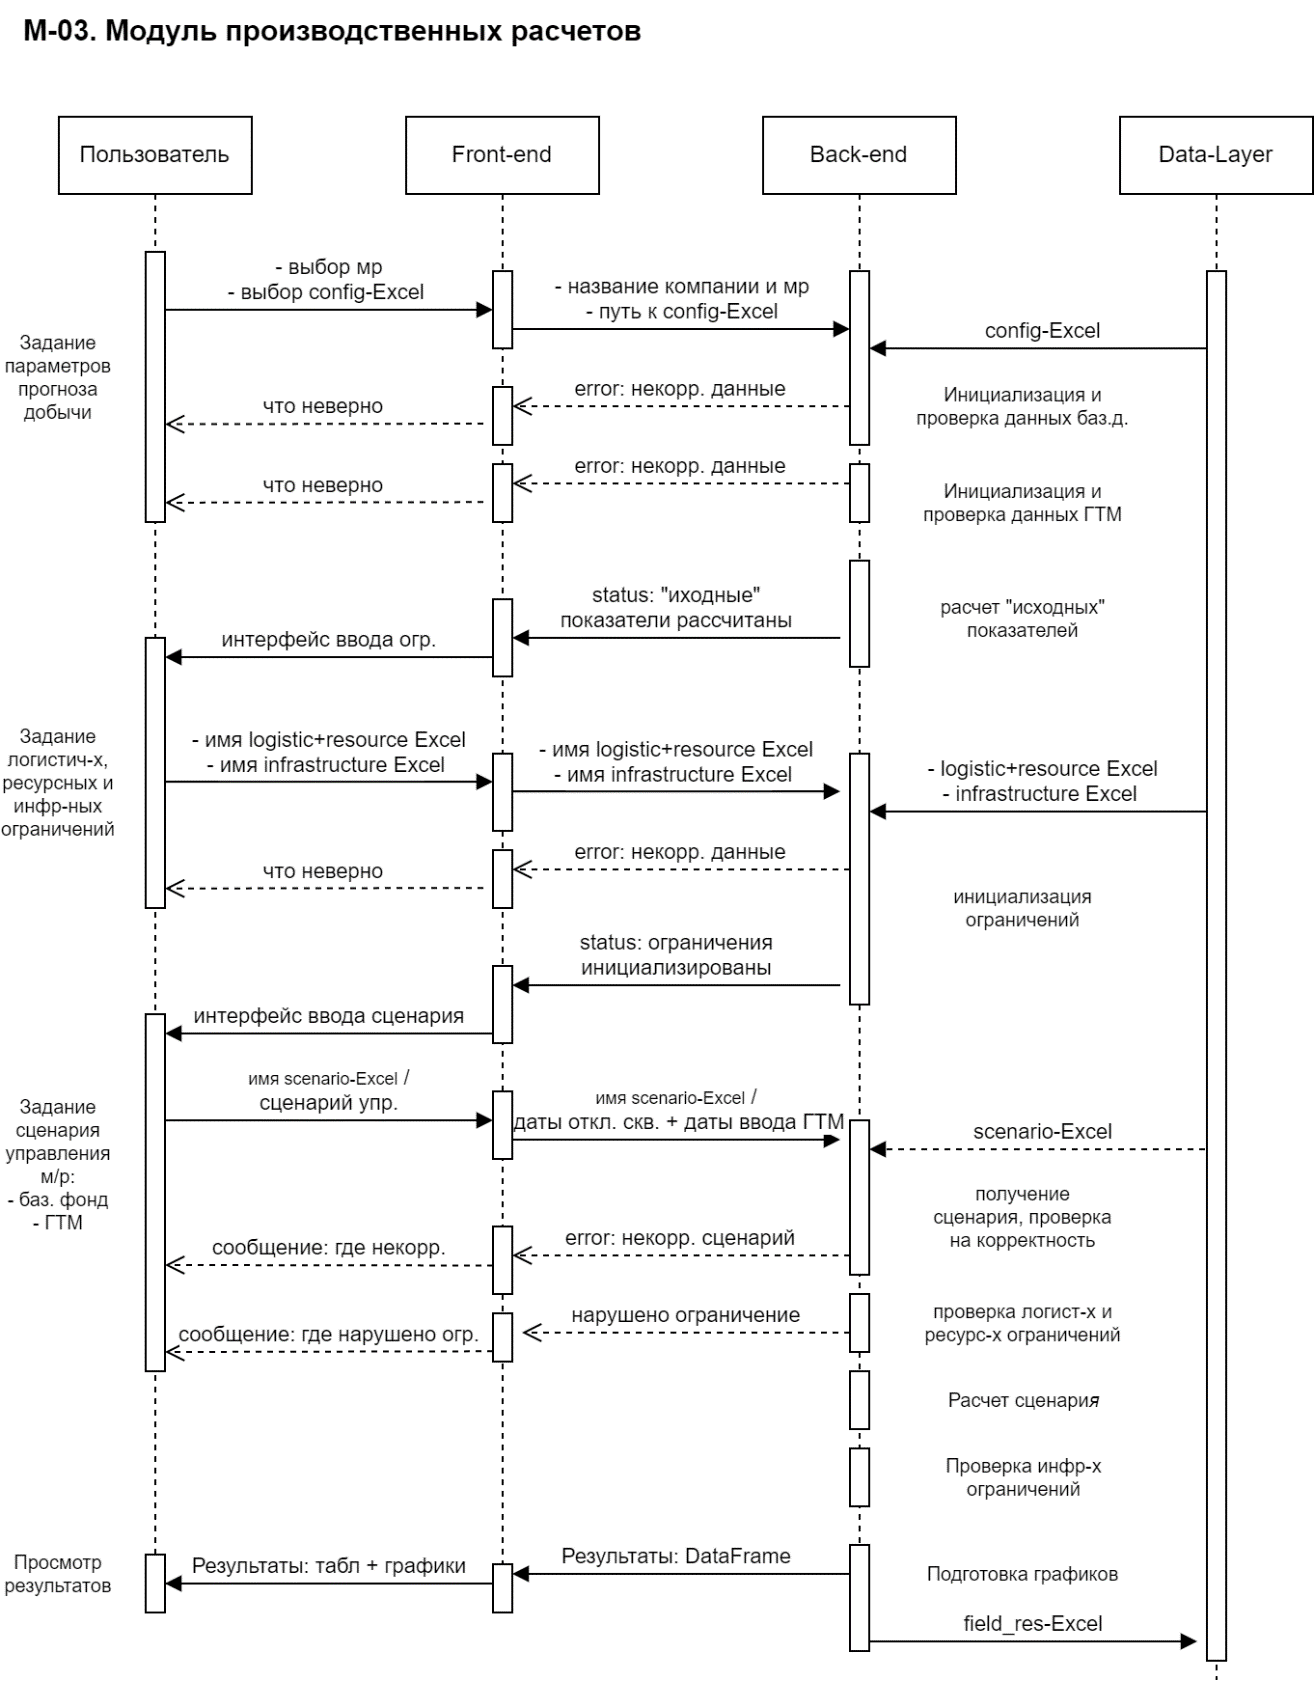 М-03. Модуль производственных расчетов
Пользователь
Front-end
Back-end
Data-Layer
- выбор мр
- выбор config-Excel
- название компании и мр
- путь к config-Excel
config-Excel
Задание
параметров
прогноза
добычи
error: некорр. данные
что неверно
Инициализация и
проверка данных баз.д.
error: некорр. данные
что неверно
Инициализация и
проверка данных ГТМ
status: "иходные"
показатели рассчитаны
расчет "исходных"
показателей
интерфейс ввода огр.
Задание
логистич-х,
ресурсных и
инфр-ных
ограничений
- имя logistic+resource Excel
- имя infrastructure Excel
- имя logistic+resource Excel
- имя infrastructure Excel
- logistic+resource Excel
- infrastructure Excel
error: некорр. данные
что неверно
инициализация
ограничений
status: ограничения
инициализированы
интерфейс ввода сценария
имя scenario-Excel /
сценарий упр.
имя scenario-Excel /
даты откл. скв. + даты ввода ГТМ
scenario-Excel
Задание
сценария
управления
м/р:
- баз. фонд
- ГТМ
получение
сценария, проверка
на корректность
error: некорр. сценарий
сообщение: где некорр.
нарушено ограничение
сообщение: где нарушено огр.
проверка логист-х и
ресурс-х ограничений
Расчет сценария
Проверка инфр-х
ограничений
Просмотр
результатов
Результаты: табл + графики
Результаты: DataFrame
Подготовка графиков
field_res-Excel